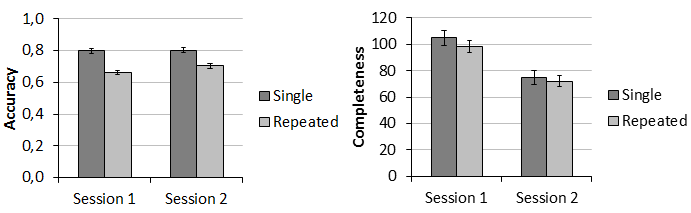 1,0
0,8
0,6
0,4
0,2
0,0
Accuracy
Session 1
Session 2
Single
Repeated
120
100
80
60
40
20
0
Completeness
Session 1
Session 2
Single
Repeated